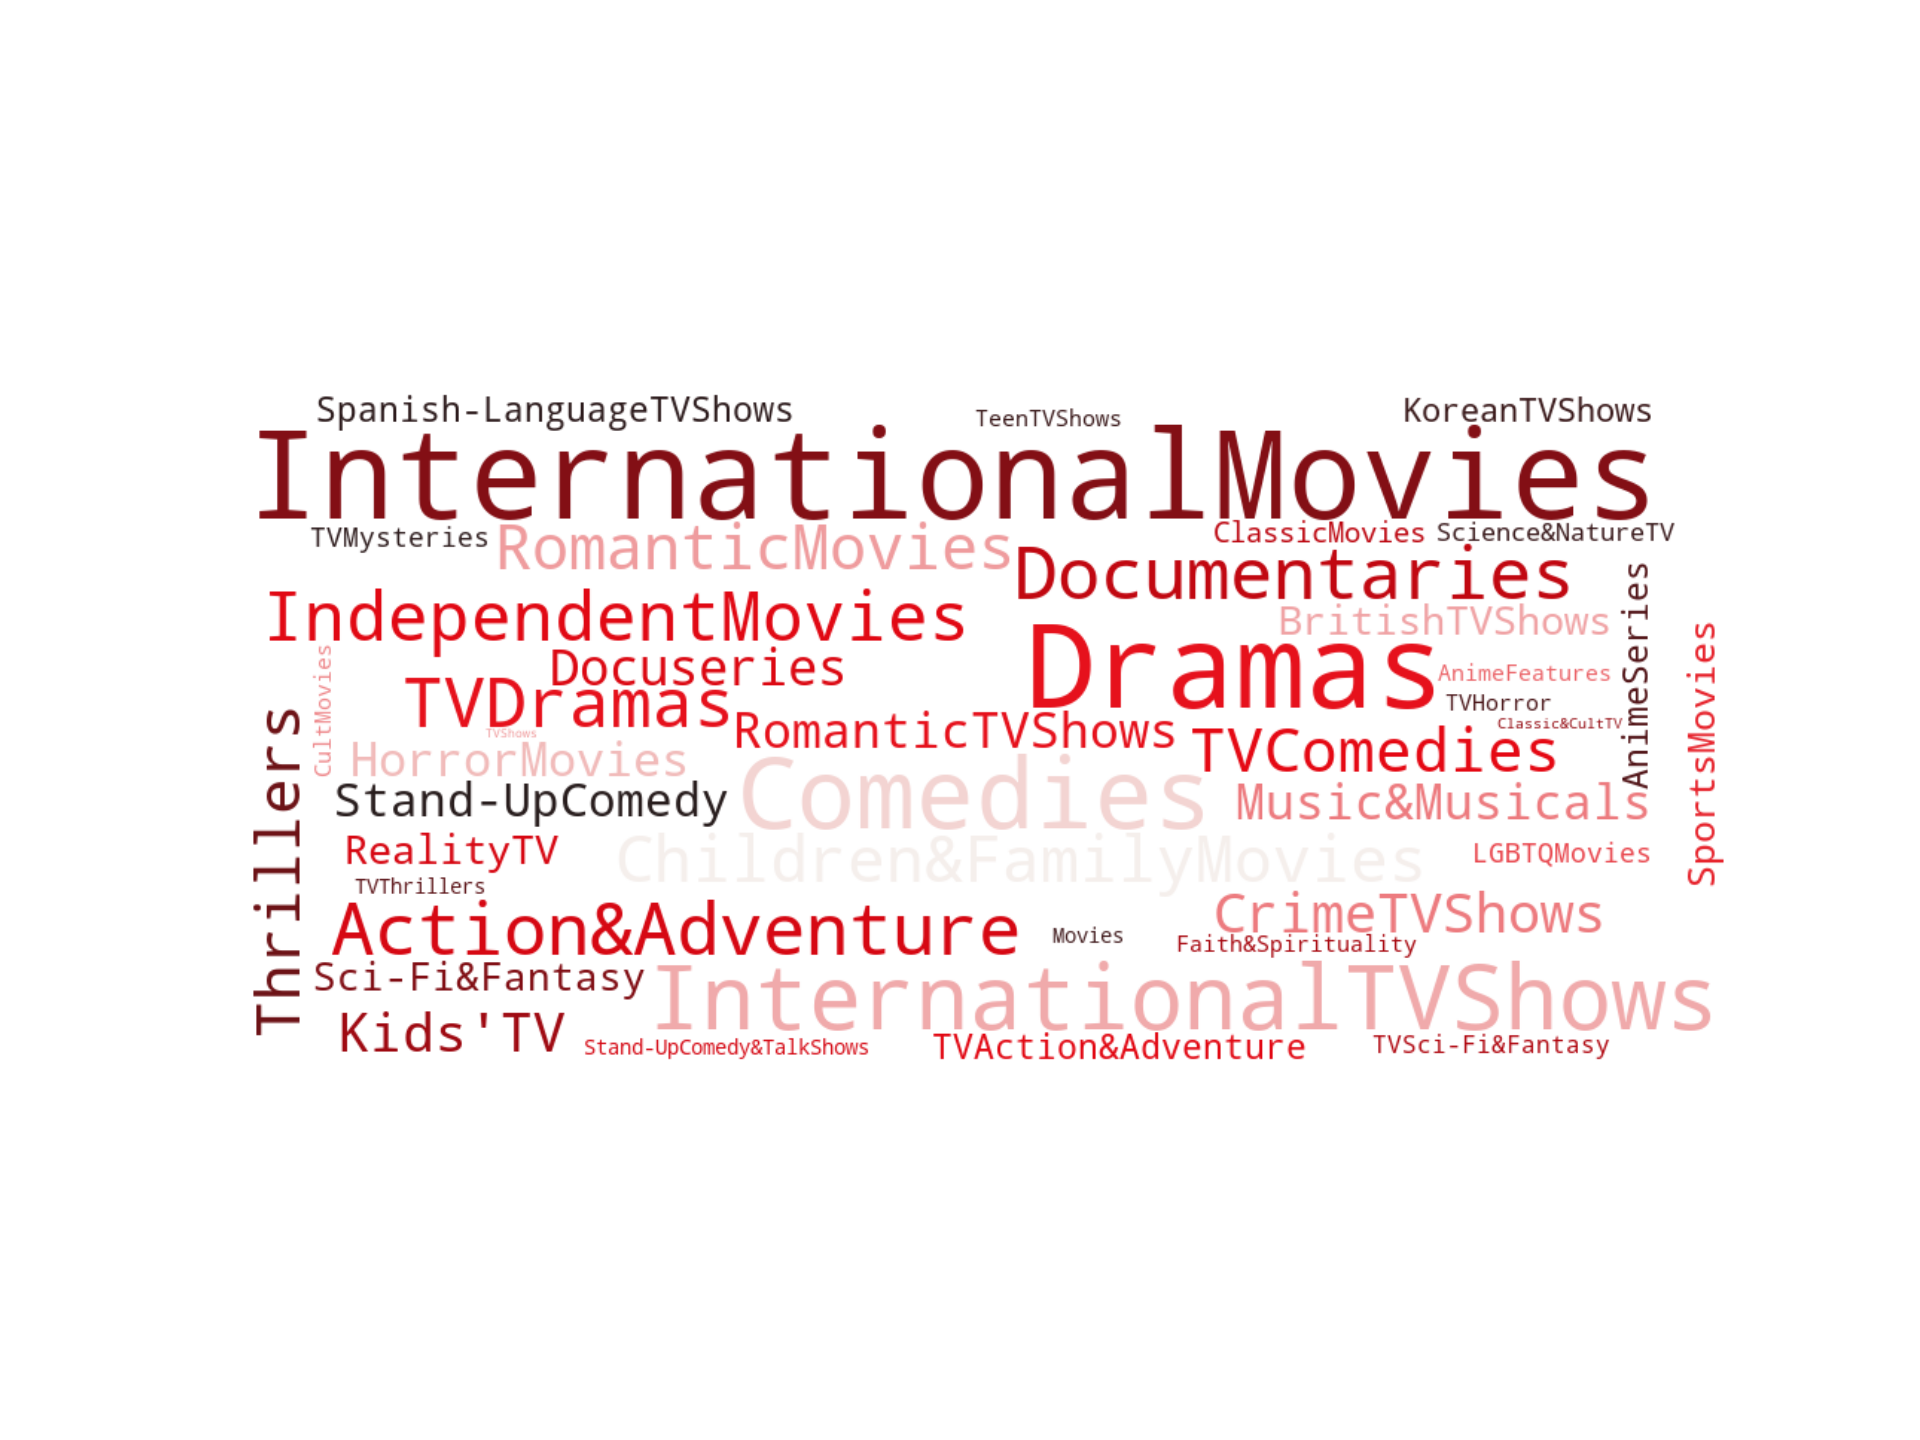 Spanish-LanguageTVShows
TeenTVShows
KoreanTVShows
InternationalMovies
TVMysteries
RomanticMovies
ClassicMovies
Science&NatureTV
Documentaries
IndependentMovies
BritishTVShows
AnimeSeries
SportsMovies
Docuseries
Dramas
CultMovies
TVDramas
AnimeFeatures
TVHorror
Classic&CultTV
TVShows
RomanticTVShows
TVComedies
HorrorMovies
Thrillers
Stand-UpComedy
Comedies
Music&Musicals
RealityTV
Children&FamilyMovies
LGBTQMovies
TVThrillers
Action&Adventure
Movies
CrimeTVShows
Faith&Spirituality
Sci-Fi&Fantasy
InternationalTVShows
Kids'TV
Stand-UpComedy&TalkShows
TVAction&Adventure
TVSci-Fi&Fantasy